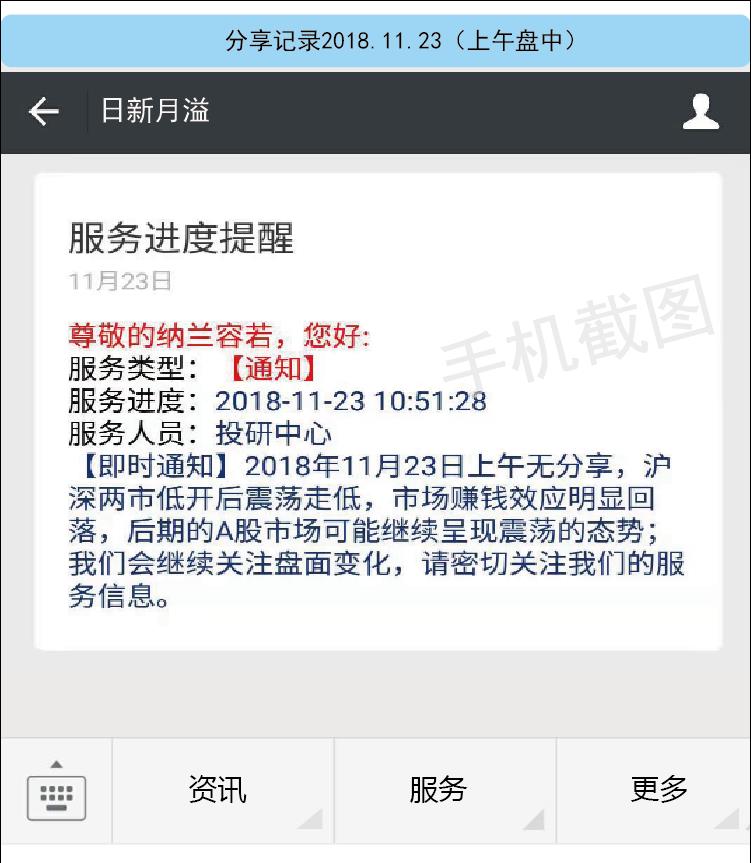 分享记录2018.11.23（上午盘中）
日新月溢
服务进度提醒
11月23日
尊敬的纳兰容若，您好:
服务类型：【通知】
服务进度：2018-11-23 10:51:28
服务人员：投研中心
【即时通知】2018年11月23日上午无分享，沪
深两市低开后震荡走低，市场赚钱效应明显回
落，后期的A股市场可能继续呈现震荡的态势；
我们会继续关注盘面变化，请密切关注我们的服
务信息。
手机截图
资讯
服务
更多